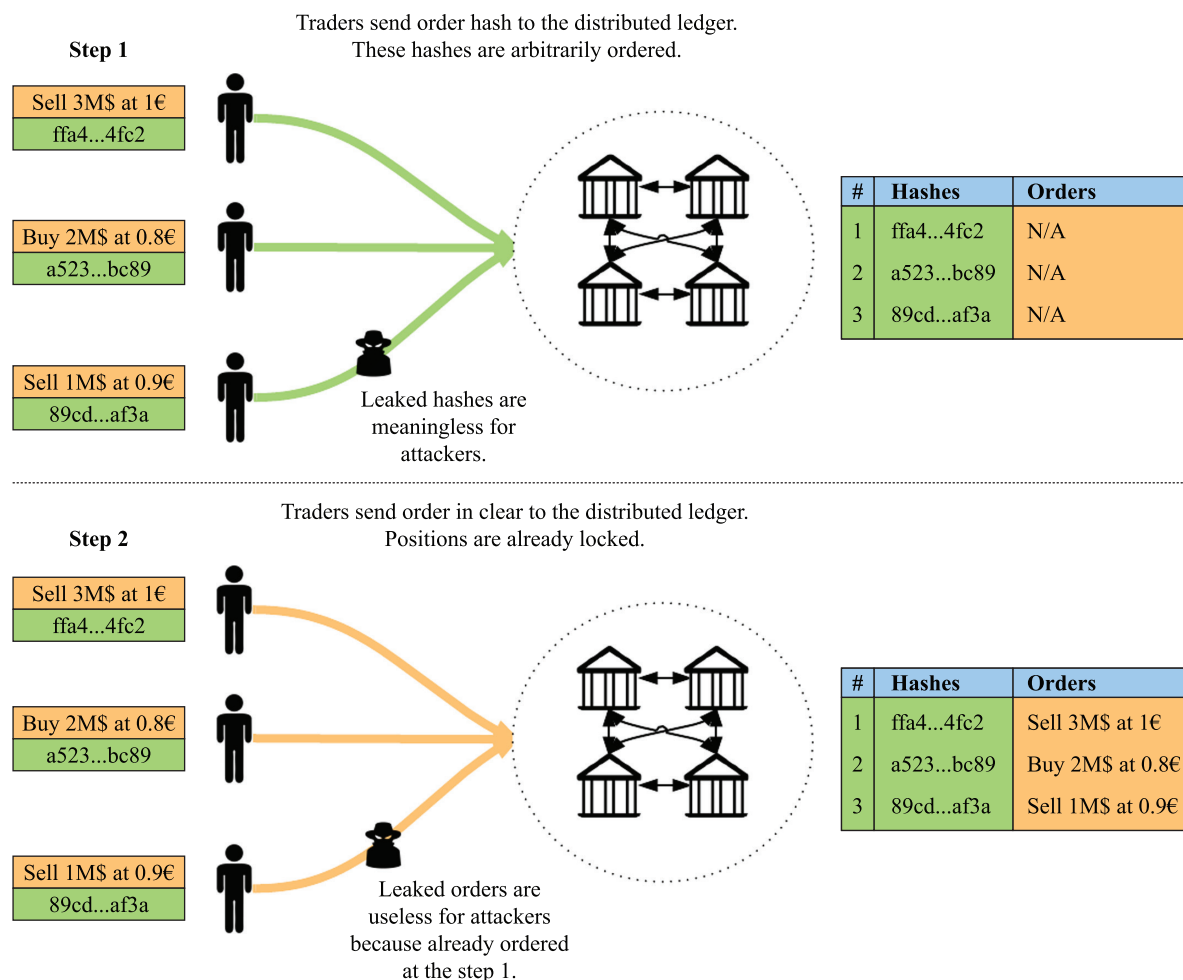 Traders send order hash to the distributed ledger.
These hashes are arbitrarily ordered.
Step 1
Sell 3M$ at 1€
ffa4...4fc2
Buy 2M$ at 0.8€
a523...bc89
Sell 1M$ at 0.9€
89cd...af3a
Leaked hashes are
meaningless for
attackers.
# Hashes Orders
1 ffa4...4fc2 N/A
2 a523...bc89 N/A
3 89cd...af3a N/A
Traders send order in clear to the distributed ledger.
Positions are already locked.
Step 2
Sell 3M$ at 1€
ffa4...4fc2
Buy 2M$ at 0.8€
a523...bc89
Sell 1M$ at 0.9€
89cd...af3a
Leaked orders are
useless for attackers
because already ordered
at the step 1.
# Hashes Orders
1 ffa4...4fc2 Sell 3M$ at 1€
2 a523...bc89 Buy 2M$ at 0.8€
3 89cd...af3a Sell 1M$ at 0.9€